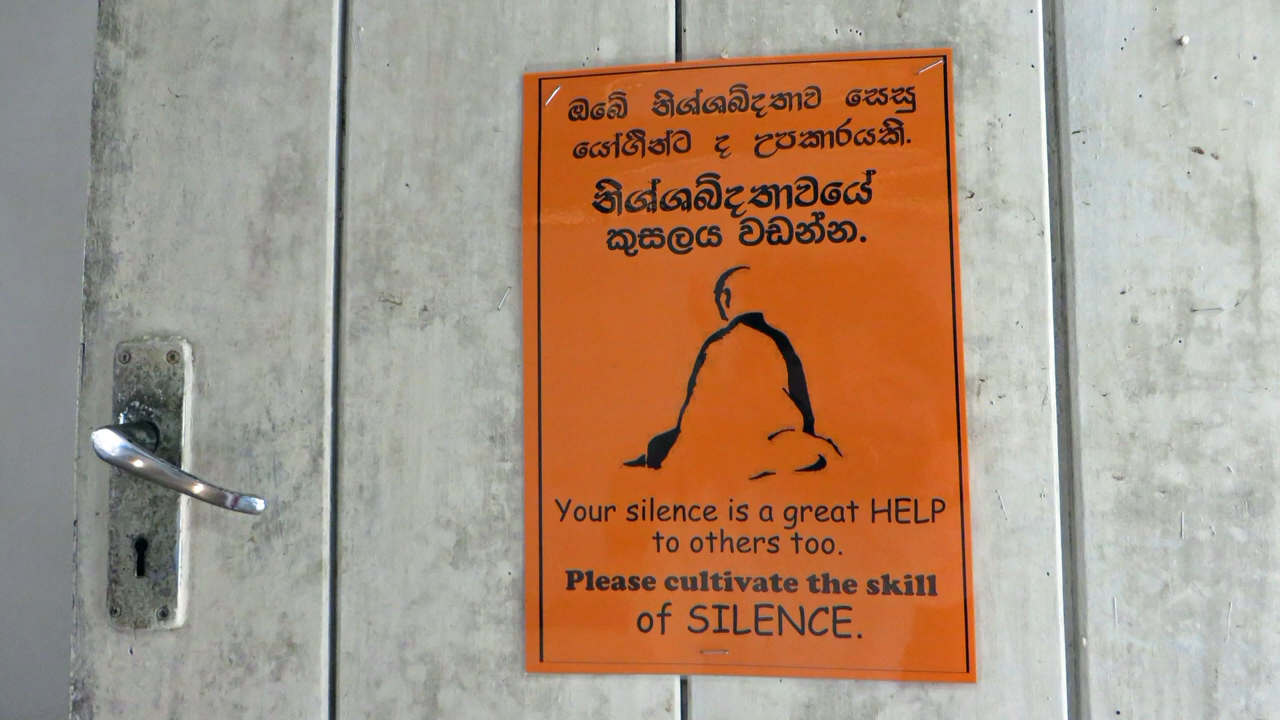 ඔබේ නිශ්ශබ්දතාව සෙසු
යෝගීන්ට ද උපකාරයකි.
නිශ්ශබ්දතාවයේ
කුසලය වඩන්න.
Your silence is a great HELP
to others too.
Please cultivate the skill
of SILENCE.